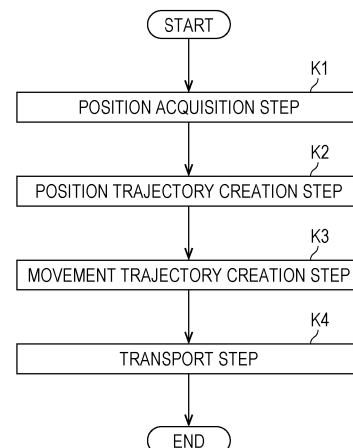 START
K1
POSITION ACQUISITION STEP
K2
POSITION TRAJECTORY CREATION STEP
K3
MOVEMENT TRAJECTORY CREATION STEP
K4
TRANSPORT STEP
END